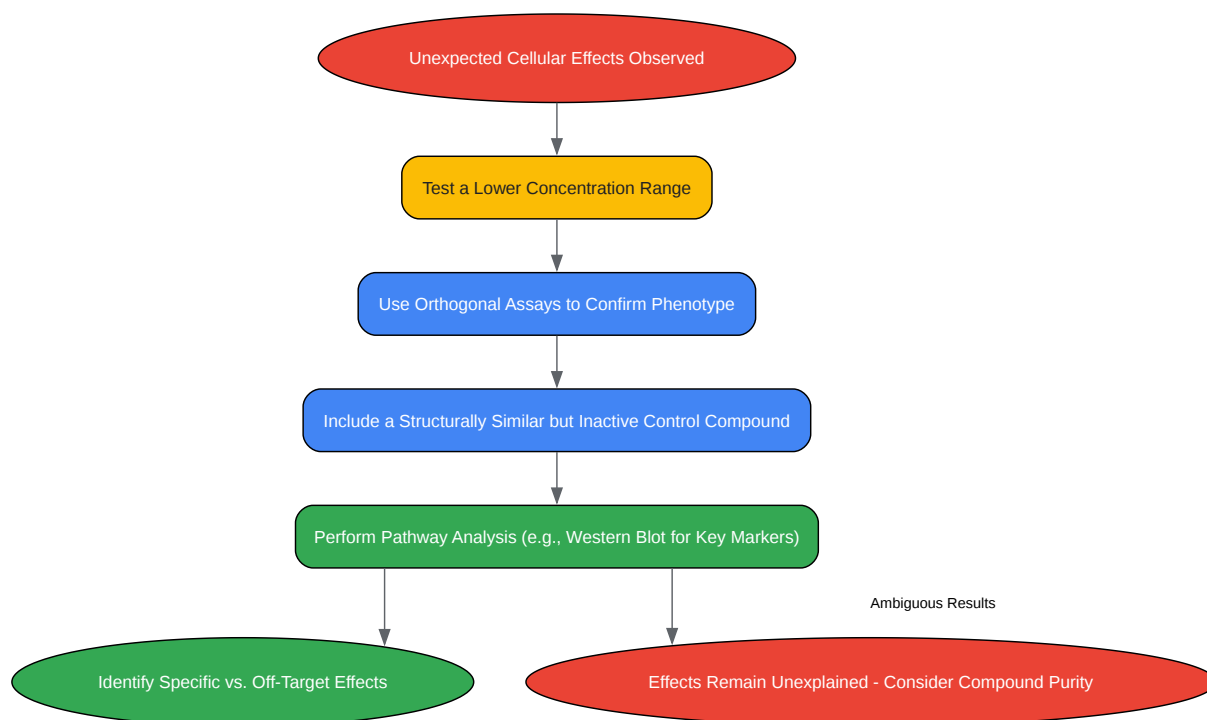 Unexpected Cellular Effects Observed
Test a Lower Concentration Range
Use Orthogonal Assays to Confirm Phenotype
Include a Structurally Similar but Inactive Control Compound
Perform Pathway Analysis (e.g., Western Blot for Key Markers)
Ambiguous Results
Identify Specific vs. Off-Target Effects
Effects Remain Unexplained - Consider Compound Purity